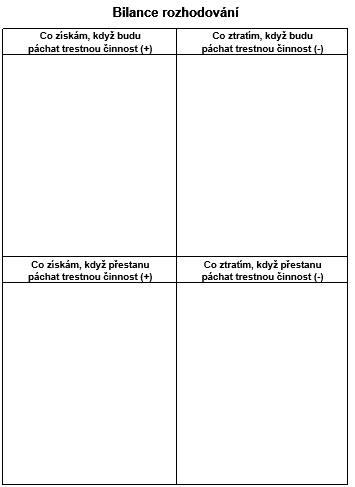 Bilance rozhodování
Co získám, když budu
páchat trestnou činnost (+)
Co ztratím, když budu
páchat trestnou činnost (-)
Co získám, když přestanu
páchat trestnou činnost (+)
Co ztratím, když přestanu
páchat trestnou činnost (-)